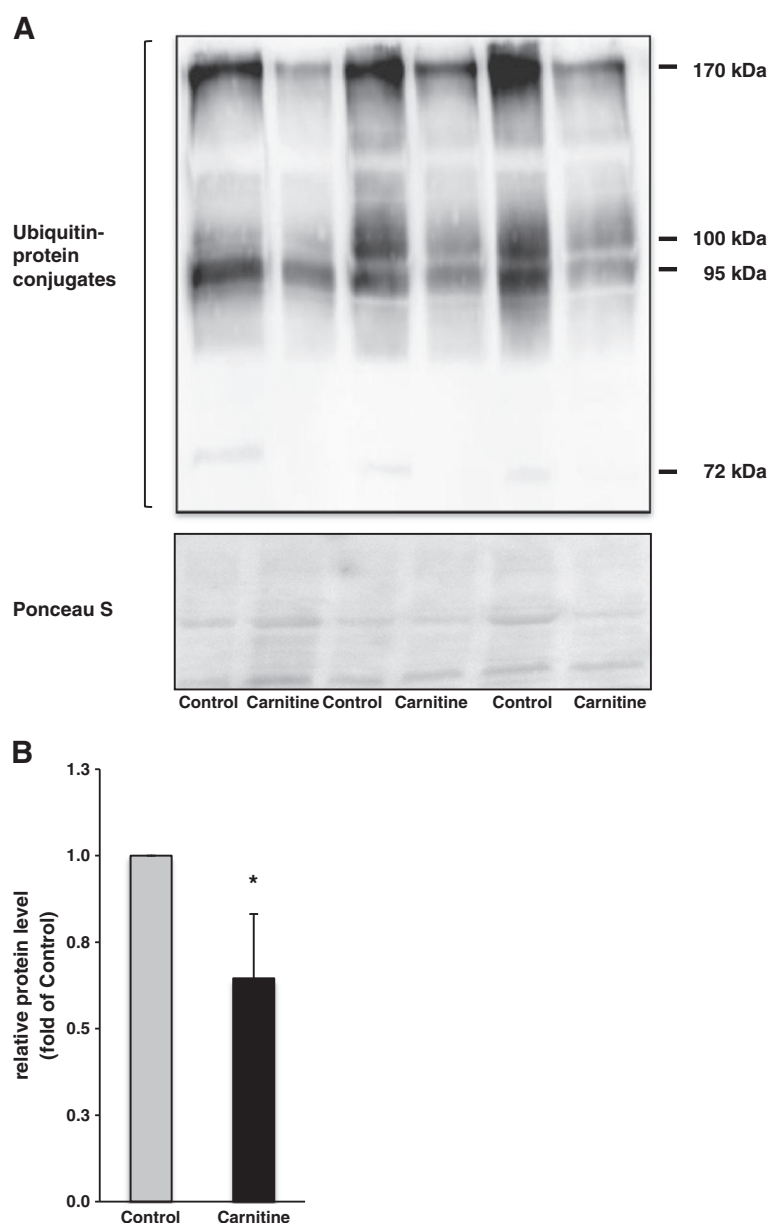 A
170 kDa
Ubiquitin-
protein
conjugates
100 kDa
95 kDa
72 kDa
Ponceau S
Control Carnitine Control Carnitine Control Carnitine
B
relative protein level
(fold of Control)
1.3
1.0
*
0.8
0.5
0.3
0.0
Control Carnitine